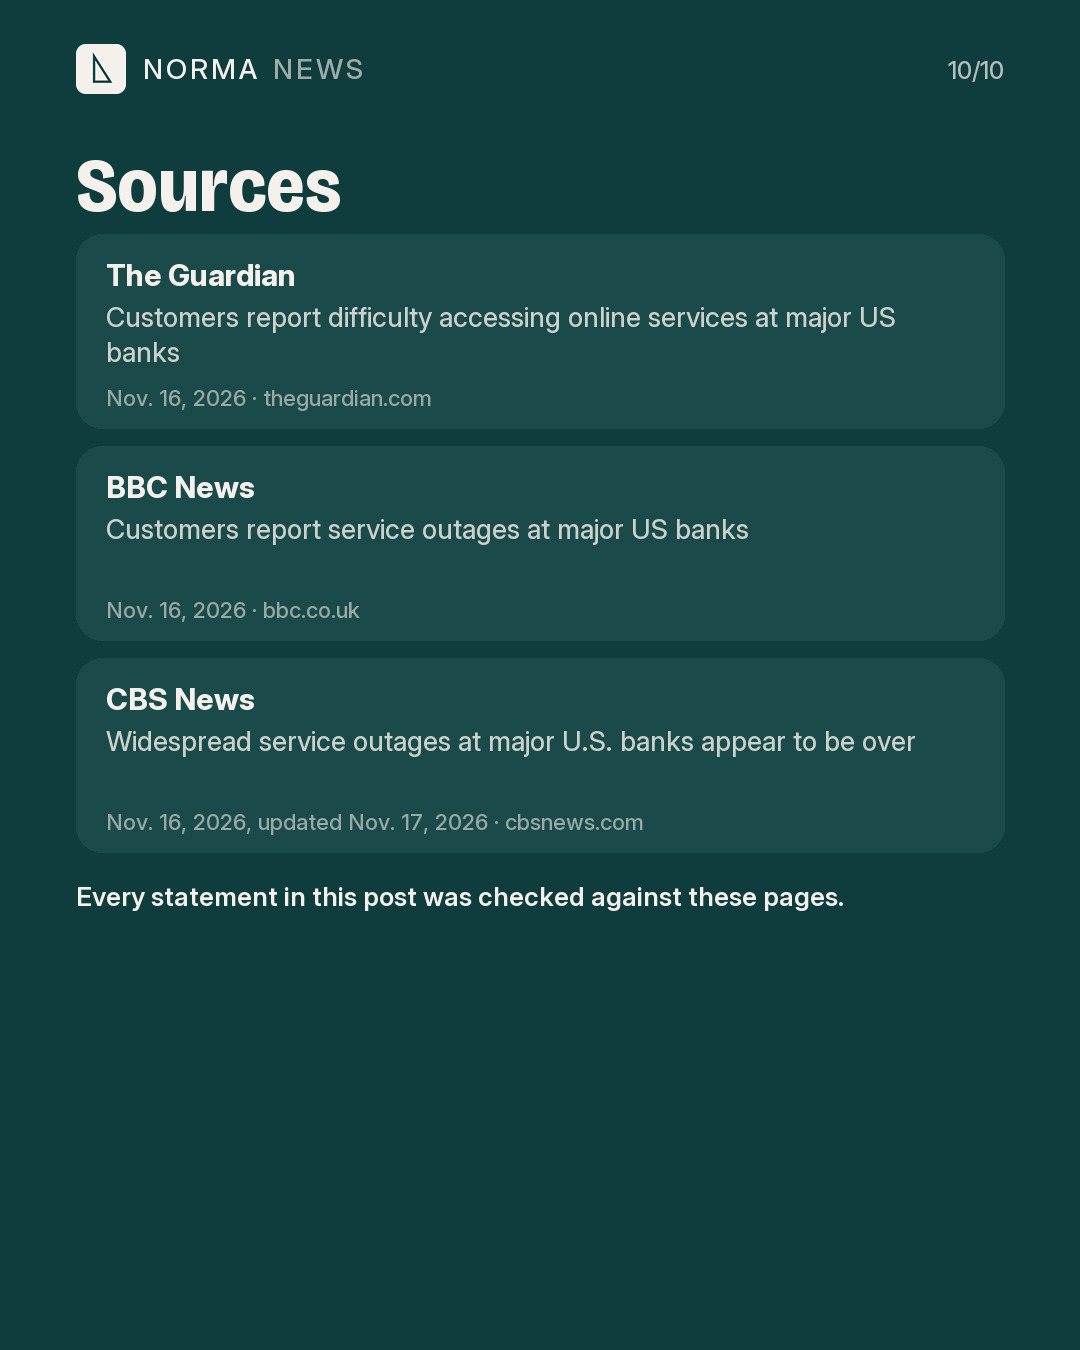 NORMA NEWS
10/10
Sources
The Guardian
Customers report difficulty accessing online services at major US
banks
Nov. 16, 2026 · theguardian.com
BBC News
Customers report service outages at major US banks
Nov. 16, 2026 · bbc.co.uk
CBS News
Widespread service outages at major U.S. banks appear to be over
Nov. 16, 2026, updated Nov. 17, 2026 · cbsnews.com
Every statement in this post was checked against these pages.